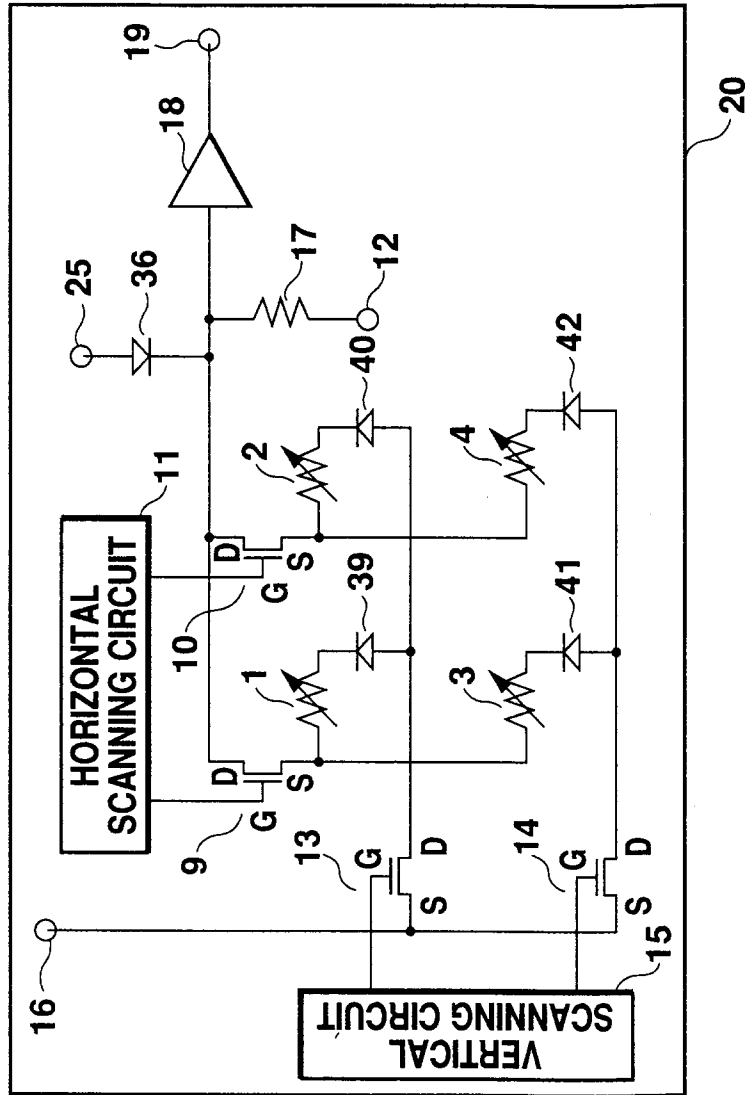 19
18
25
36
17
12
40
42
11
HORIZONTAL
SCANNING CIRCUIT
D
G
S
10
2
4
39
41
D
G
S
9
1
3
13
G
D
S
14
G
D
S
16
15
VERTICAL
SCANNING CIRCUIT
20